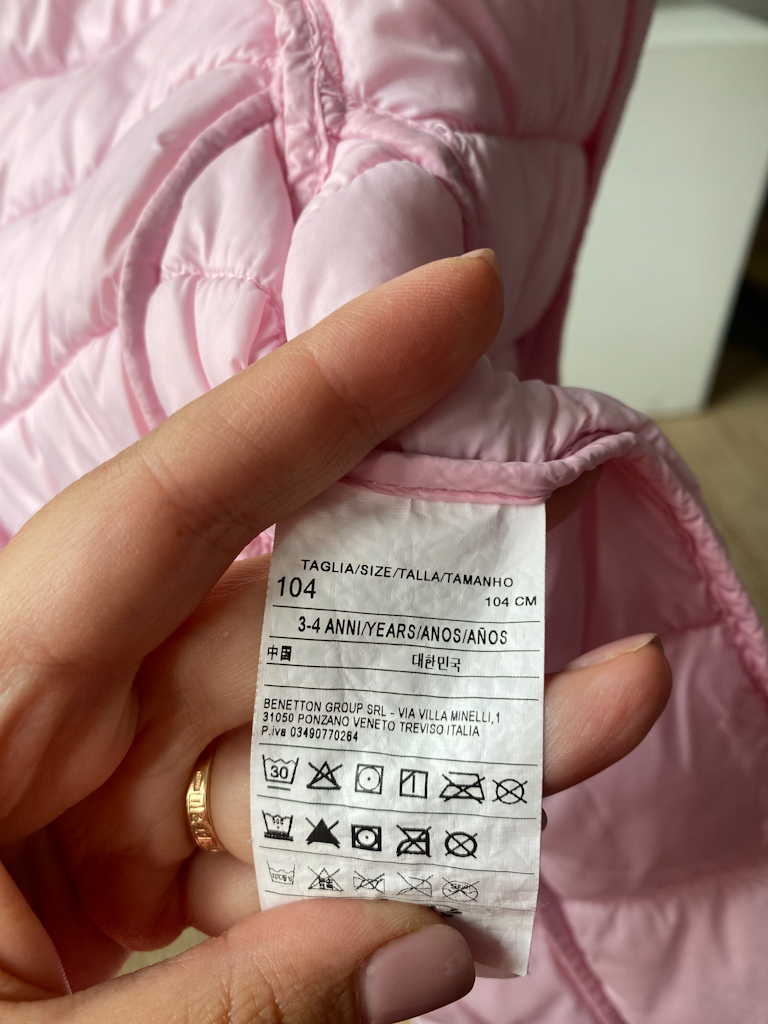 TAGLIA/SIZE/TALLA/TAMANHO
104 104 CM
3-4 ANNI/YEARS/ANOS/AÑOS
中国 대한민국
BENETTON GROUP SRL - VIA VILLA MINELLI,1
31050 PONZANO VENETO TREVISO ITALIA
P.iva 03490770264
30